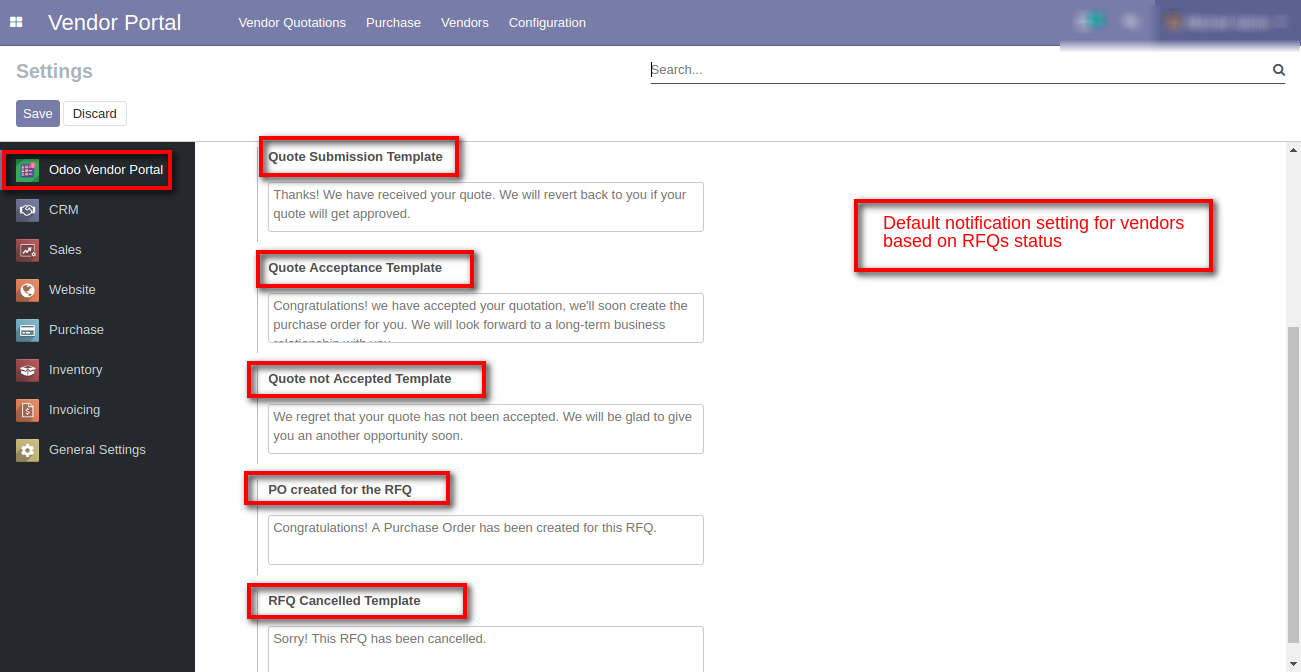 Vendor Portal
Vendor Quotations
Purchase
Vendors
Configuration
Settings
Search...
Save
Discard
Odoo Vendor Portal
CRM
Sales
Website
Purchase
Inventory
Invoicing
General Settings
Quote Submission Template
Thanks! We have received your quote. We will revert back to you if your
quote will get approved.
Quote Acceptance Template
Congratulations! we have accepted your quotation, we'll soon create the
purchase order for you. We will look forward to a long-term business
relationship with you
Quote not Accepted Template
We regret that your quote has not been accepted. We will be glad to give
you an another opportunity soon.
PO created for the RFQ
Congratulations! A Purchase Order has been created for this RFQ.
RFQ Cancelled Template
Sorry! This RFQ has been cancelled.
Default notification setting for vendors
based on RFQs status